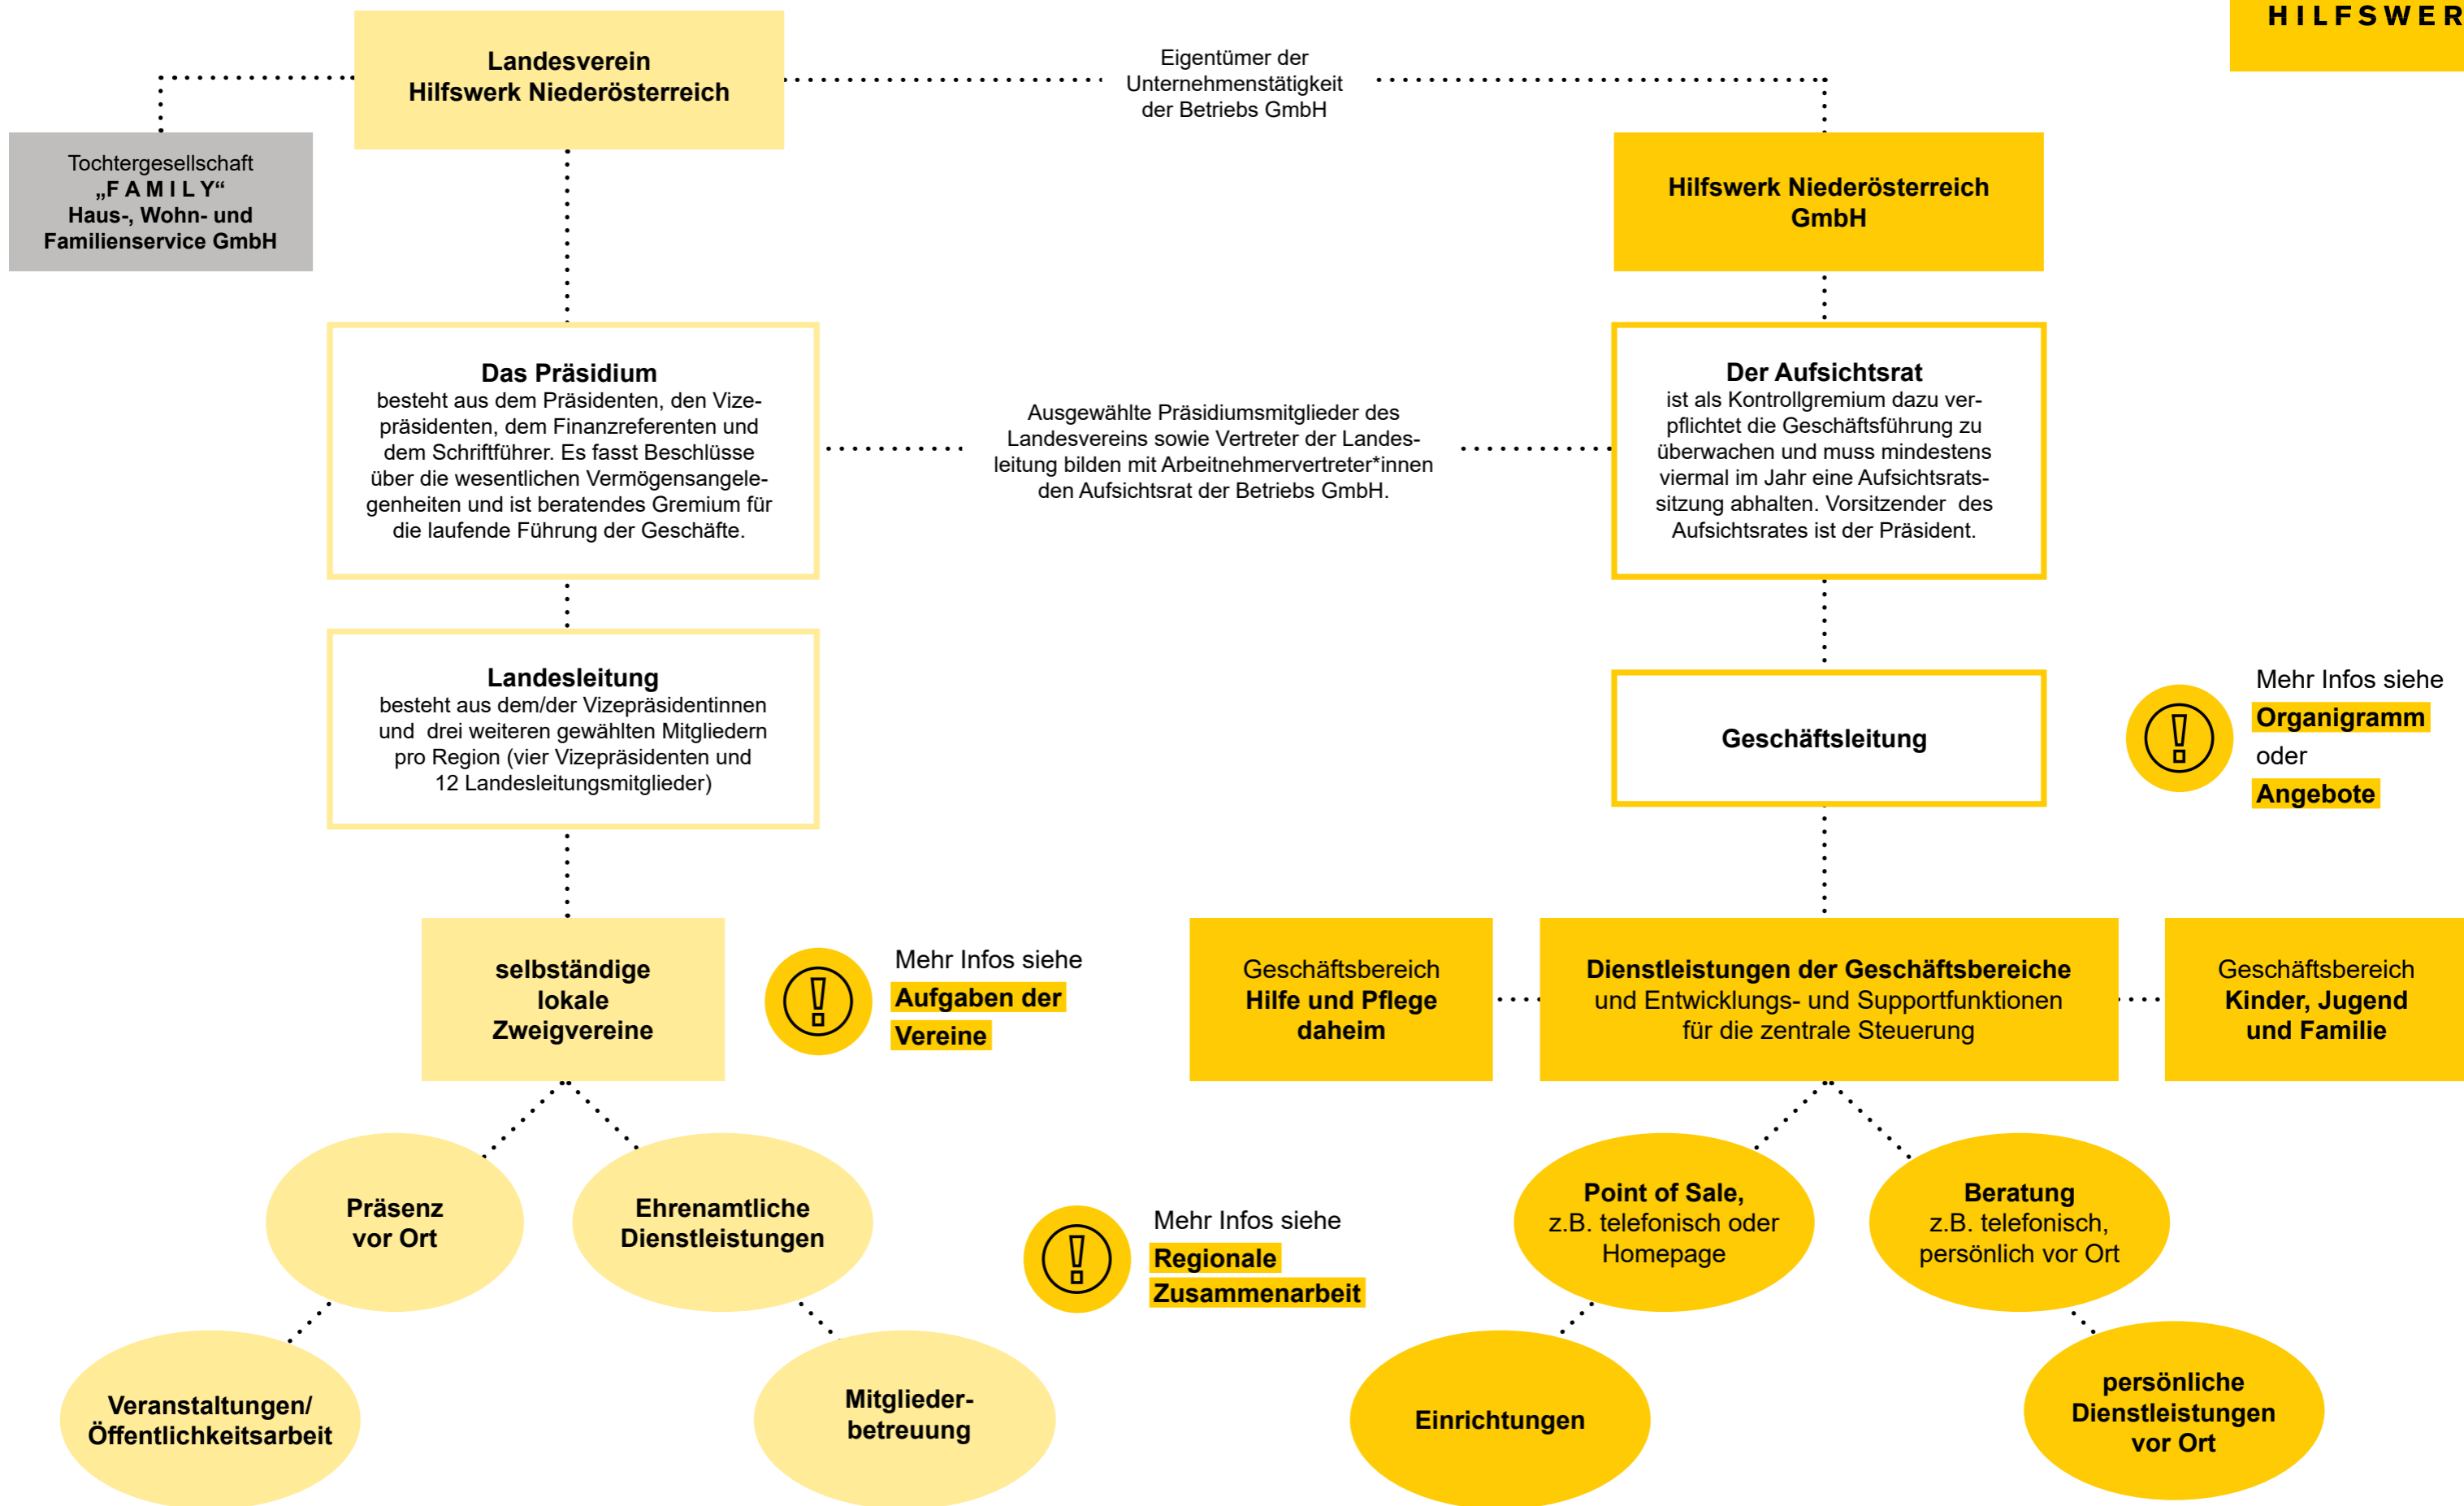 HILFSWER
Landesverein
Hilfswerk Niederösterreich
Eigentümer der
Unternehmenstätigkeit
der Betriebs GmbH
Tochtergesellschaft
„F A M I L Y“
Haus-, Wohn- und
Familienservice GmbH
Hilfswerk Niederösterreich
GmbH
Das Präsidium
besteht aus dem Präsidenten, den Vize-
präsidenten, dem Finanzreferenten und
dem Schriftführer. Es fasst Beschlüsse
über die wesentlichen Vermögensangele-
genheiten und ist beratendes Gremium für
die laufende Führung der Geschäfte.
Ausgewählte Präsidiumsmitglieder des
Landesvereins sowie Vertreter der Landes-
leitung bilden mit Arbeitnehmervertreter*innen
den Aufsichtsrat der Betriebs GmbH.
Der Aufsichtsrat
ist als Kontrollgremium dazu ver-
pflichtet die Geschäftsführung zu
überwachen und muss mindestens
viermal im Jahr eine Aufsichtsrats-
sitzung abhalten. Vorsitzender des
Aufsichtsrates ist der Präsident.
Landesleitung
besteht aus dem/der Vizepräsidentinnen
und drei weiteren gewählten Mitgliedern
pro Region (vier Vizepräsidenten und
12 Landesleitungsmitglieder)
Geschäftsleitung
Mehr Infos siehe
Organigramm
oder
Angebote
selbständige
lokale
Zweigvereine
Mehr Infos siehe
Aufgaben der
Vereine
Geschäftsbereich
Hilfe und Pflege
daheim
Dienstleistungen der Geschäftsbereiche
und Entwicklungs- und Supportfunktionen
für die zentrale Steuerung
Geschäftsbereich
Kinder, Jugend
und Familie
Präsenz
vor Ort
Ehrenamtliche
Dienstleistungen
Mehr Infos siehe
Regionale
Zusammenarbeit
Point of Sale,
z.B. telefonisch oder
Homepage
Beratung
z.B. telefonisch,
persönlich vor Ort
Veranstaltungen/
Öffentlichkeitsarbeit
Mitglieder-
betreuung
Einrichtungen
persönliche
Dienstleistungen
vor Ort